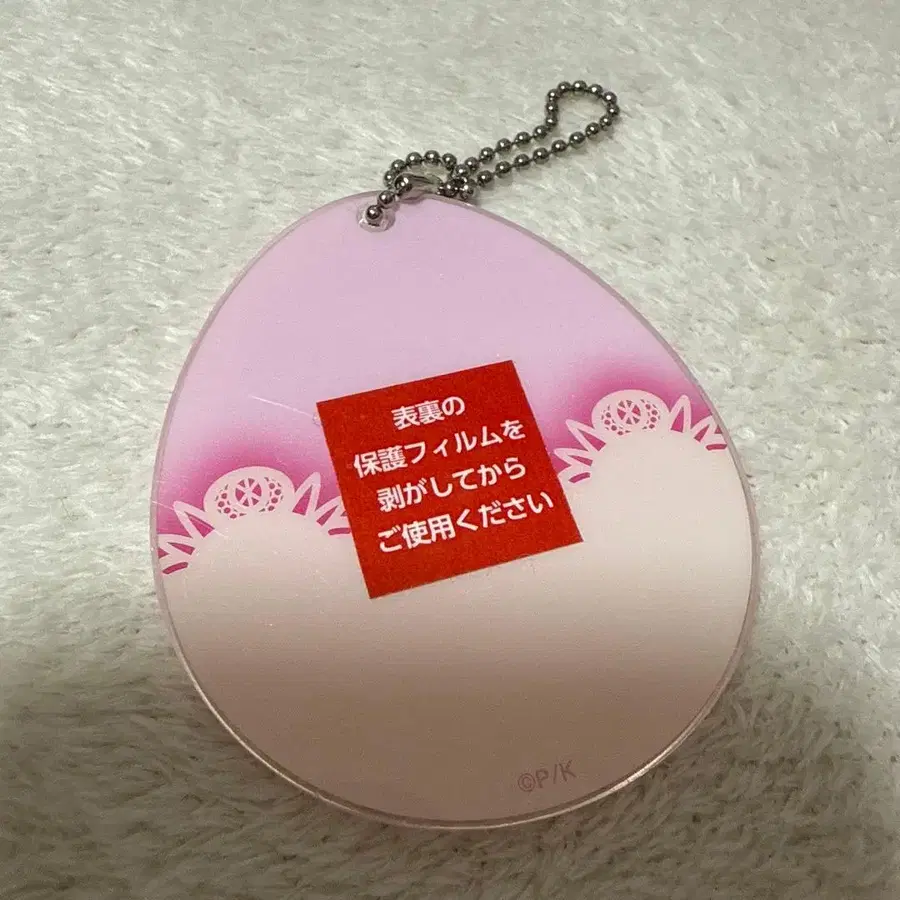 表裏の
保護フィルムを
剥がしてから
ご使用ください
©P/K